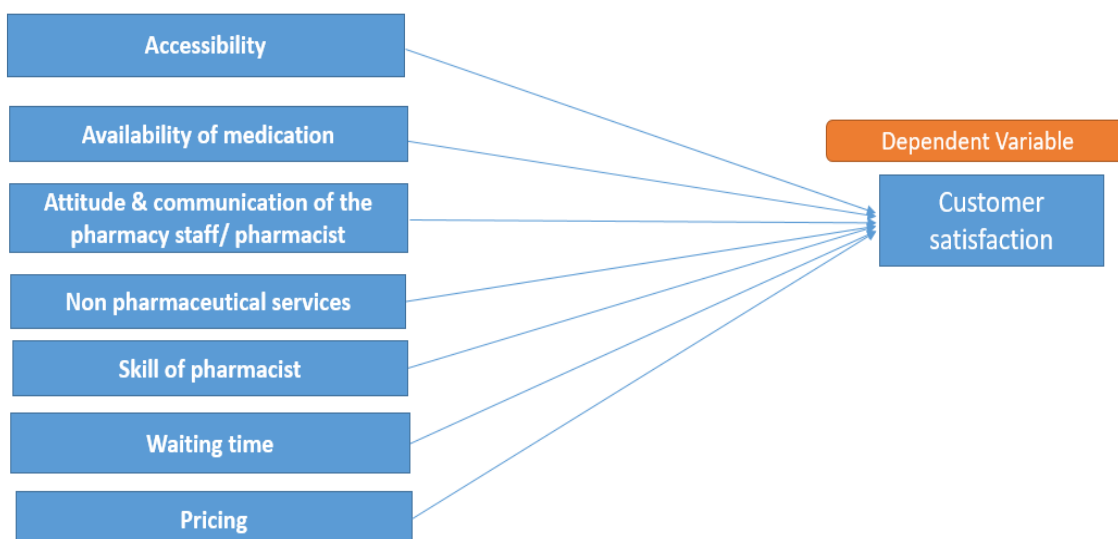 Accessibility
Availability of medication
Attitude & communication of the
pharmacy staff/ pharmacist
Non pharmaceutical services
Skill of pharmacist
Waiting time
Pricing
Dependent Variable
Customer
satisfaction